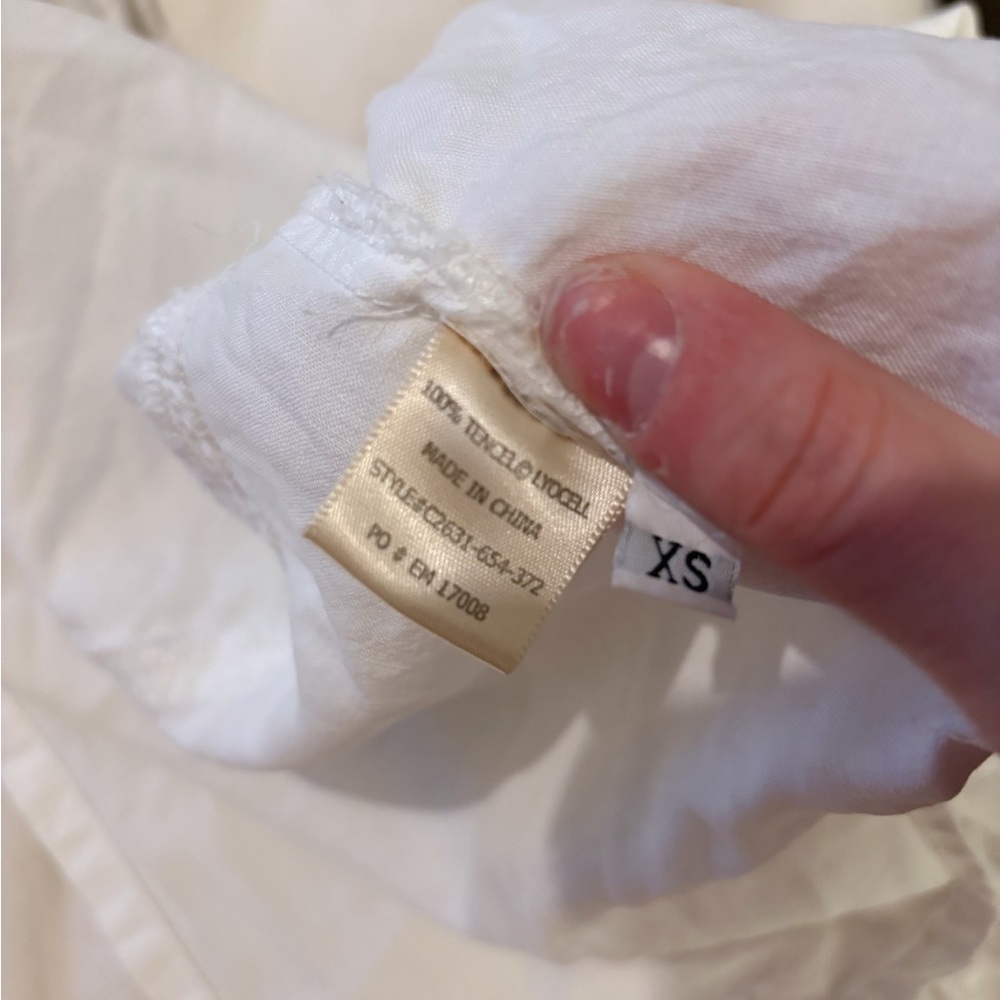 100% TENCEL® LYOCELL
MADE IN CHINA
STYLE#C2631-654-372
PO # EM 17008
XS